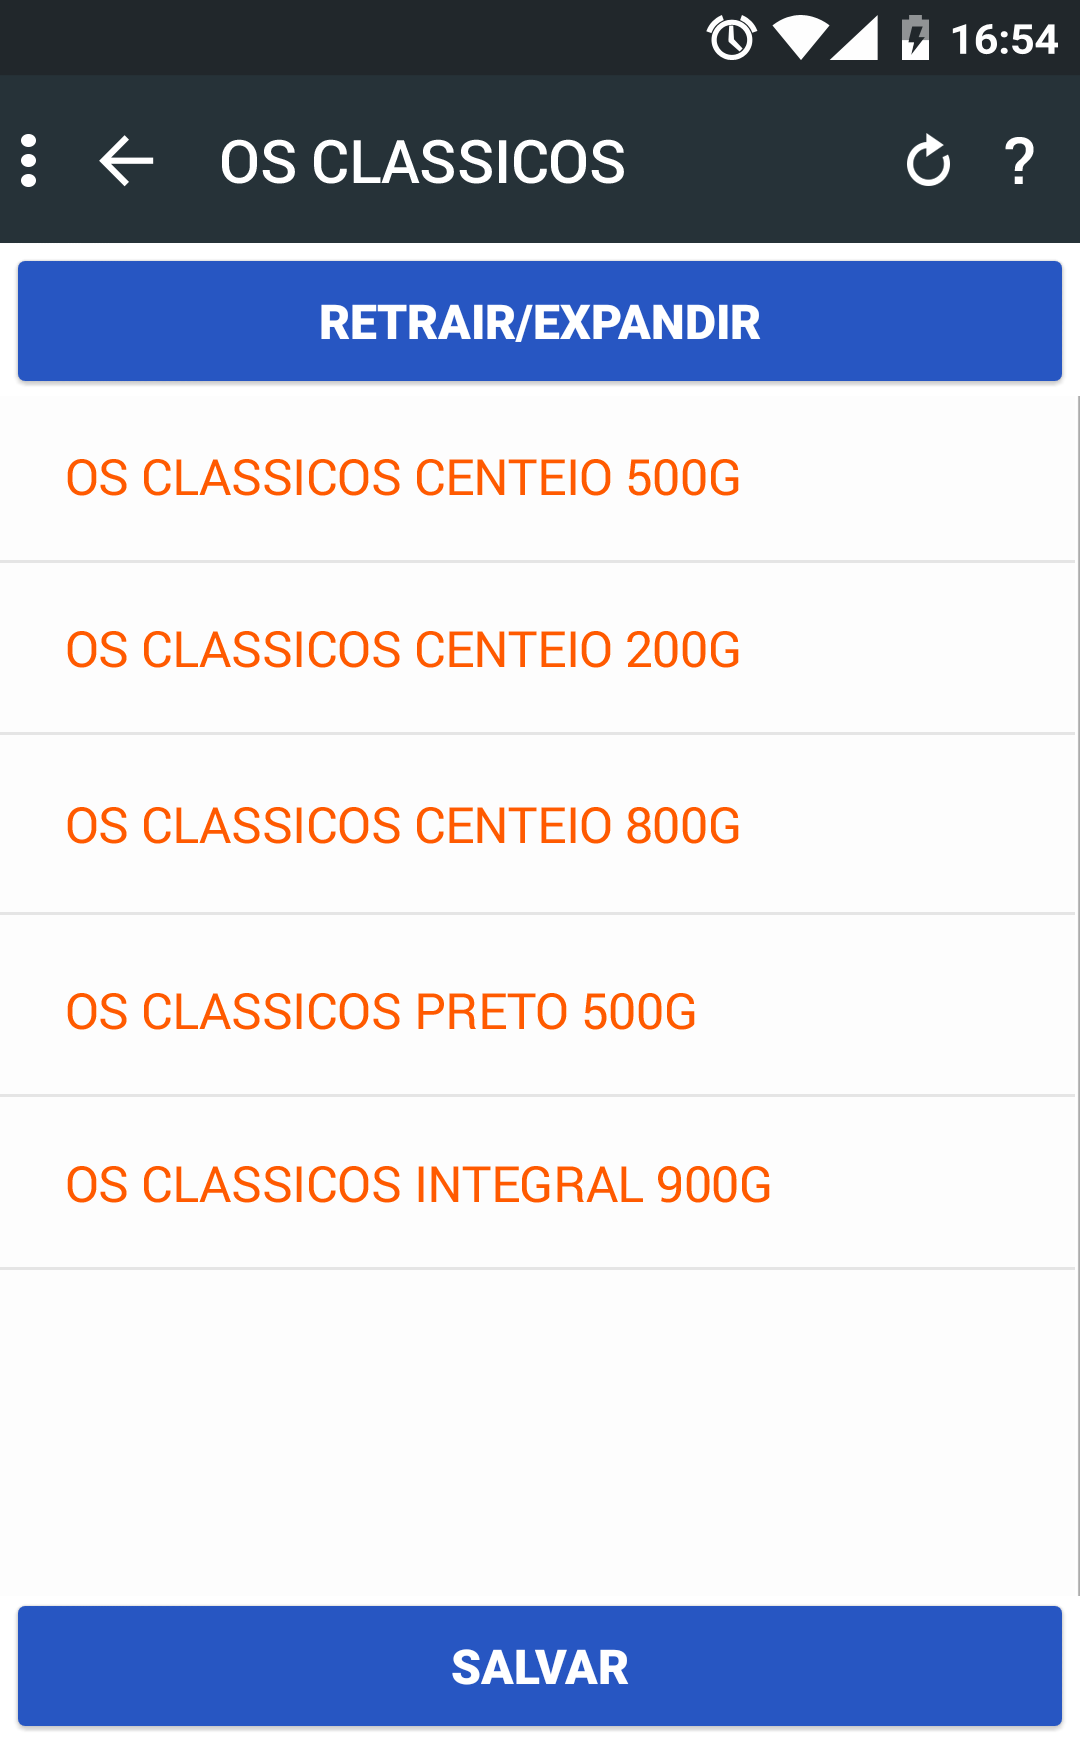 16:54
OS CLASSICOS
?
RETRAIR/EXPANDIR
OS CLASSICOS CENTEIO 500G
OS CLASSICOS CENTEIO 200G
OS CLASSICOS CENTEIO 800G
OS CLASSICOS PRETO 500G
OS CLASSICOS INTEGRAL 900G
SALVAR